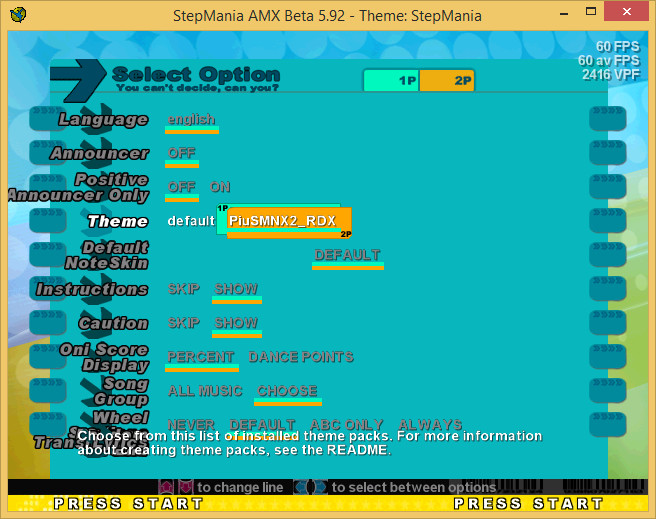 StepMania AMX Beta 5.92 - Theme: StepMania
60 FPS
60 av FPS
2416 VPF
Select Option
You can't decide, can you?
1P 2P
Language english
Announcer OFF
Positive
Announcer Only OFF ON
1P
Theme default PiuSMNX2_RDX
2P
Default
NoteSkin DEFAULT
Instructions SKIP SHOW
Caution SKIP SHOW
Oni Score
Display PERCENT DANCE POINTS
Song
Group ALL MUSIC CHOOSE
Wheel
NEVER DEFAULT ABC ONLY ALWAYS
Choose from this list of installed theme packs. For more information
about creating theme packs, see the README.
to change line to select between options
PRESS START PRESS START